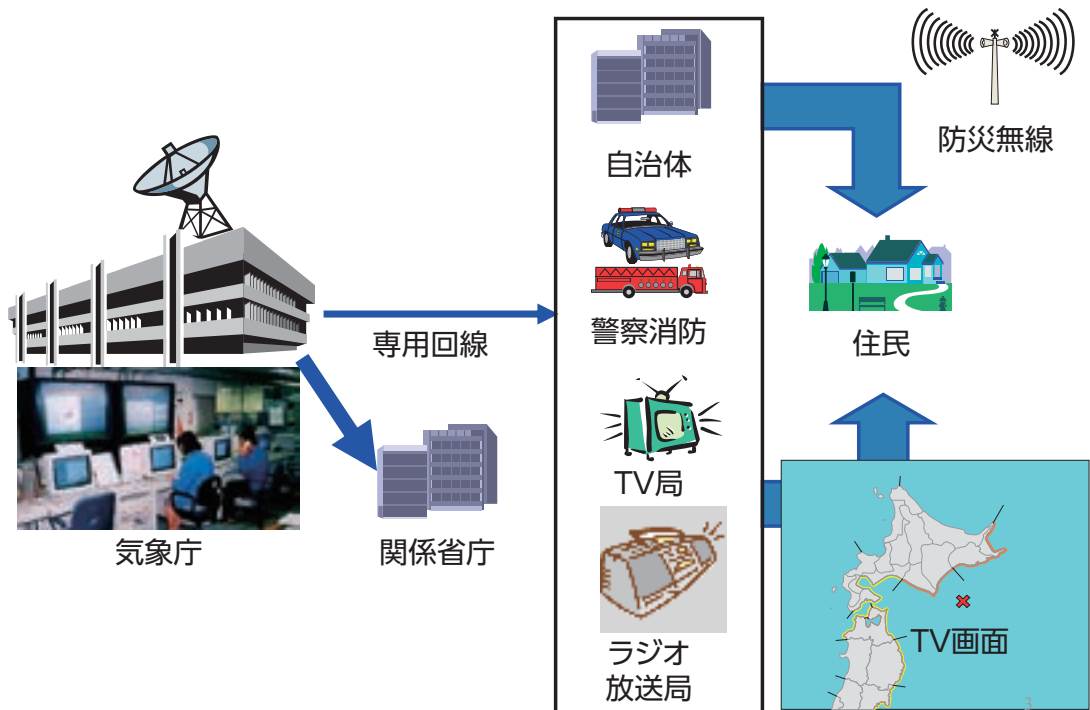 防災無線
自治体
警察消防
専用回線
住民
TV局
気象庁
関係省庁
ラジオ
放送局
TV画面
3